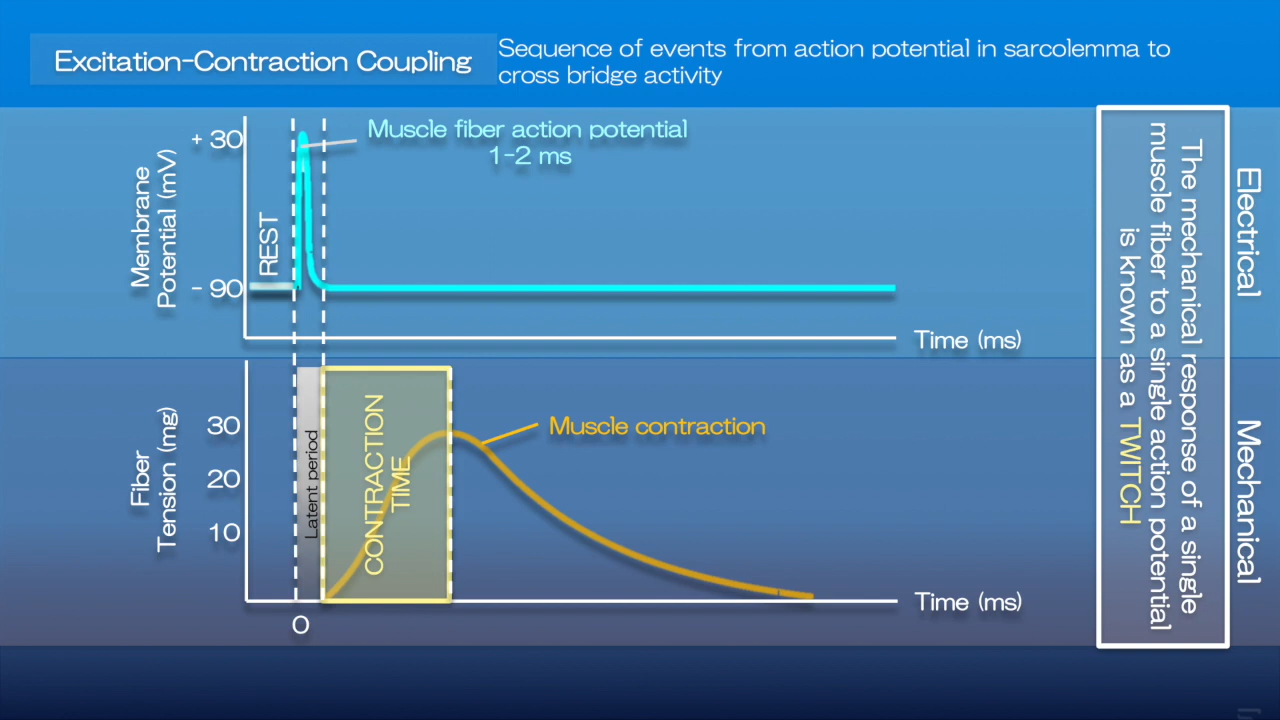 Excitation-Contraction Coupling
Sequence of events from action potential in sarcolemma to
cross bridge activity
Muscle fiber action potential
1-2 ms
+ 30
- 90
Membrane
Potential (mV)
REST
Time (ms)
Electrical
Fiber
Tension (mg)
30
20
10
Latent period
CONTRACTION
TIME
Muscle contraction
Time (ms)
0
Mechanical
The mechanical response of a single
muscle fiber to a single action potential
is known as a TWITCH